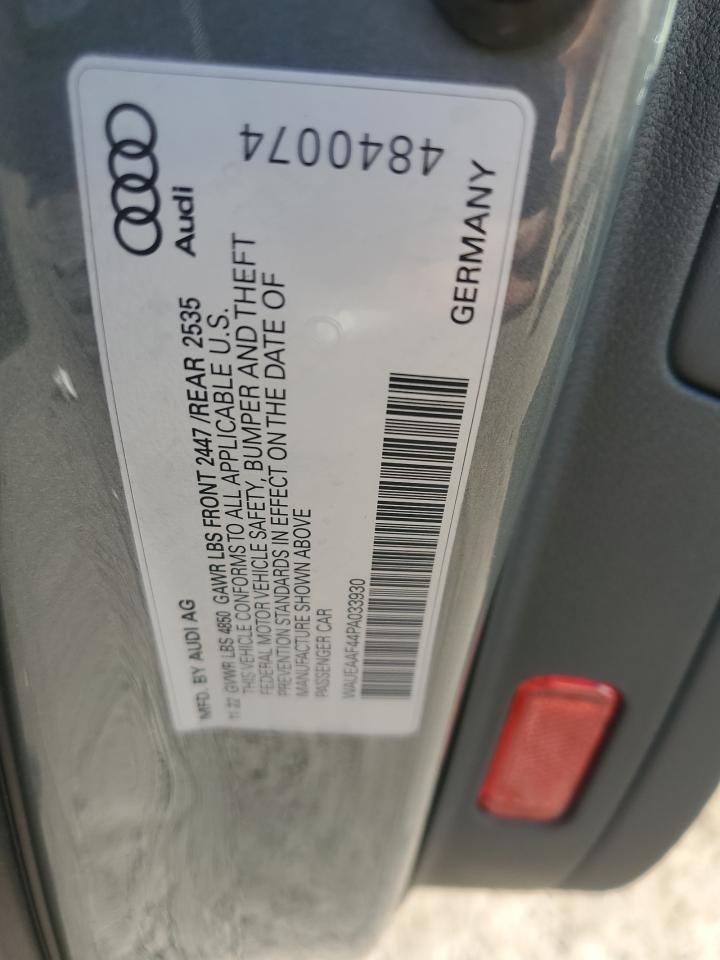 Audi
4840074
GERMANY
MFD. BY AUDI AG
11 22 GVWR LBS 4850 GAWR LBS FRONT 2447 /REAR 2535
THIS VEHICLE CONFORMS TO ALL APPLICABLE U.S.
FEDERAL MOTOR VEHICLE SAFETY, BUMPER AND THEFT
PREVENTION STANDARDS IN EFFECT ON THE DATE OF
MANUFACTURE SHOWN ABOVE
PASSENGER CAR
WAUEAAF44PA033930